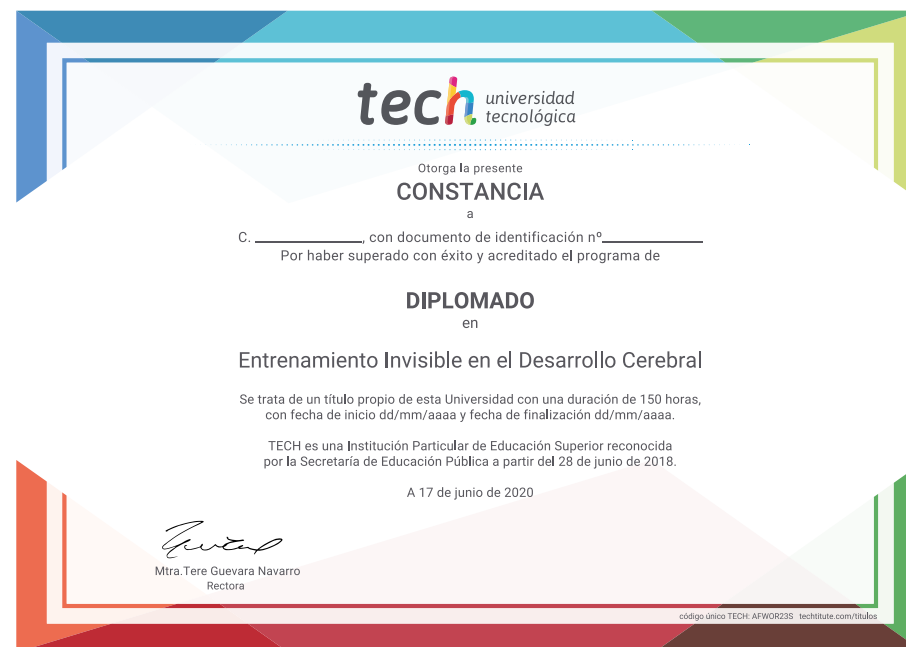 tech universidad
tecnológica
Otorga la presente
CONSTANCIA
a
C. ____________, con documento de identificación nº____________
Por haber superado con éxito y acreditado el programa de
DIPLOMADO
en
Entrenamiento Invisible en el Desarrollo Cerebral
Se trata de un título propio de esta Universidad con una duración de 150 horas,
con fecha de inicio dd/mm/aaaa y fecha de finalización dd/mm/aaaa.
TECH es una Institución Particular de Educación Superior reconocida
por la Secretaría de Educación Pública a partir del 28 de junio de 2018.
A 17 de junio de 2020
Mtra.Tere Guevara Navarro
Rectora
código único TECH: AFWOR23S techtitute.com/titulos